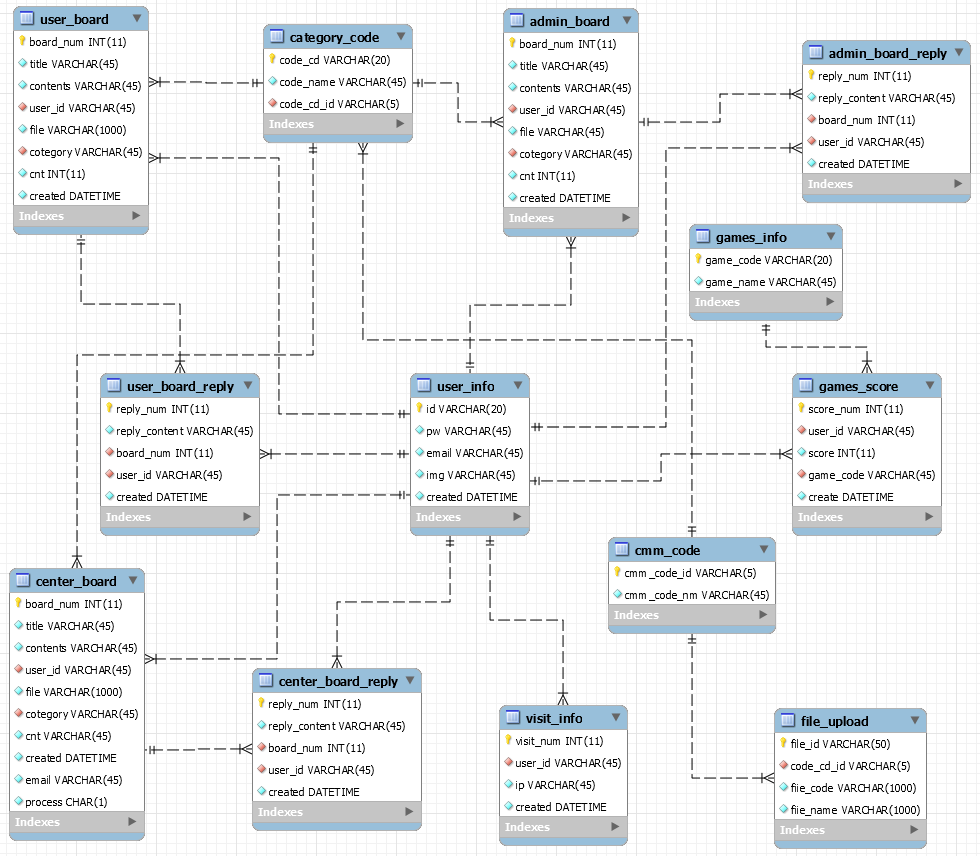 user_board
board_num INT(11)
title VARCHAR(45)
contents VARCHAR(45)
user_id VARCHAR(45)
file VARCHAR(1000)
cotegory VARCHAR(45)
cnt INT(11)
created DATETIME
Indexes
category_code
code_cd VARCHAR(20)
code_name VARCHAR(45)
code_cd_id VARCHAR(5)
Indexes
admin_board
board_num INT(11)
title VARCHAR(45)
contents VARCHAR(45)
user_id VARCHAR(45)
file VARCHAR(45)
cotegory VARCHAR(45)
cnt INT(11)
created DATETIME
Indexes
admin_board_reply
reply_num INT(11)
reply_content VARCHAR(45)
board_num INT(11)
user_id VARCHAR(45)
created DATETIME
Indexes
games_info
game_code VARCHAR(20)
game_name VARCHAR(45)
Indexes
user_board_reply
reply_num INT(11)
reply_content VARCHAR(45)
board_num INT(11)
user_id VARCHAR(45)
created DATETIME
Indexes
user_info
id VARCHAR(20)
pw VARCHAR(45)
email VARCHAR(45)
img VARCHAR(45)
created DATETIME
Indexes
games_score
score_num INT(11)
user_id VARCHAR(45)
score INT(11)
game_code VARCHAR(45)
create DATETIME
Indexes
cmm_code
cmm_code_id VARCHAR(5)
cmm_code_nm VARCHAR(45)
Indexes
center_board
board_num INT(11)
title VARCHAR(45)
contents VARCHAR(45)
user_id VARCHAR(45)
file VARCHAR(1000)
cotegory VARCHAR(45)
cnt VARCHAR(45)
created DATETIME
email VARCHAR(45)
process CHAR(1)
Indexes
center_board_reply
reply_num INT(11)
reply_content VARCHAR(45)
board_num INT(11)
user_id VARCHAR(45)
created DATETIME
Indexes
visit_info
visit_num INT(11)
user_id VARCHAR(45)
ip VARCHAR(45)
created DATETIME
Indexes
file_upload
file_id VARCHAR(50)
code_cd_id VARCHAR(5)
file_code VARCHAR(1000)
file_name VARCHAR(1000)
Indexes